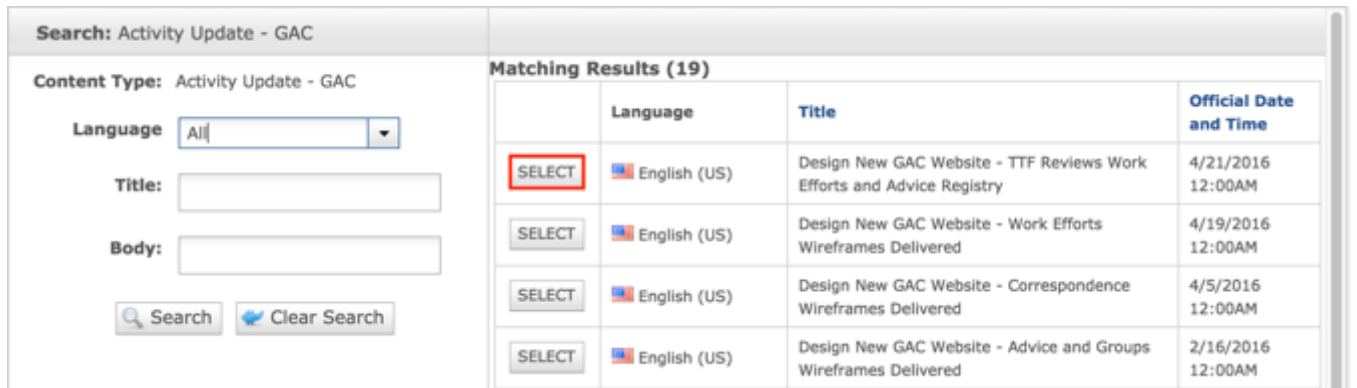 Search: Activity Update - GAC
Content Type: Activity Update - GAC
Language All
Title:
Body:
Search Clear Search
Matching Results (19)
Language Title Official Date
and Time
SELECT English (US) Design New GAC Website - TTF Reviews Work 4/21/2016
Efforts and Advice Registry 12:00AM
SELECT English (US) Design New GAC Website - Work Efforts 4/19/2016
Wireframes Delivered 12:00AM
SELECT English (US) Design New GAC Website - Correspondence 4/5/2016
Wireframes Delivered 12:00AM
SELECT English (US) Design New GAC Website - Advice and Groups 2/16/2016
Wireframes Delivered 12:00AM